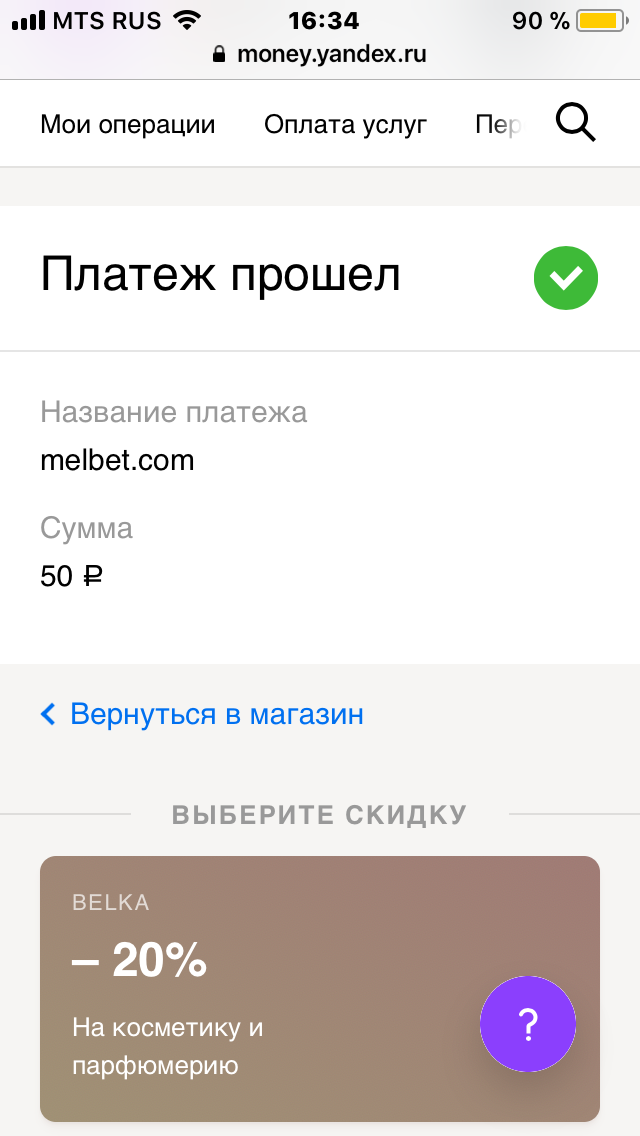 MTS RUS 16:34 90 %
money.yandex.ru
Мои операции Оплата услуг Пер
Платеж прошел
Название платежа
melbet.com
Сумма
50 ₽
Вернуться в магазин
ВЫБЕРИТЕ СКИДКУ
BELKA
– 20%
На косметику и
парфюмерию
?